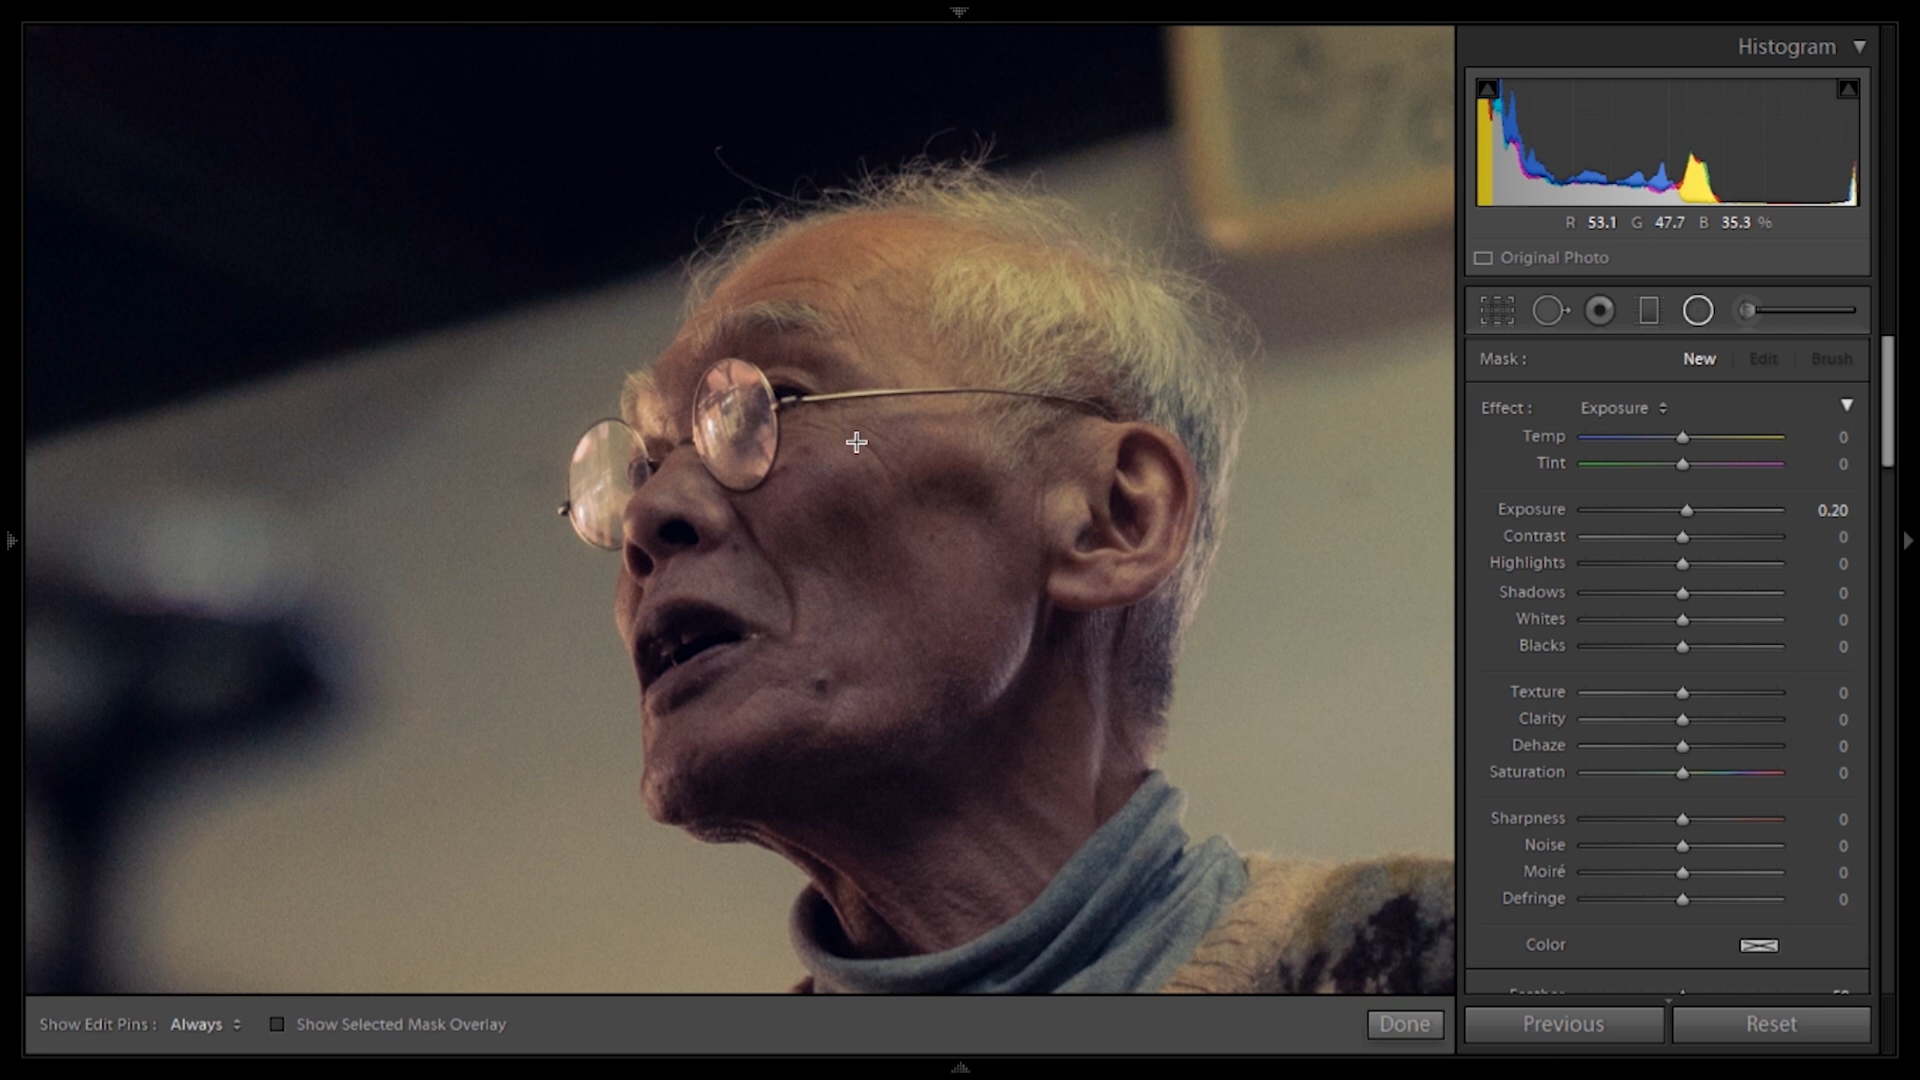 Histogram
R 53.1 G 47.7 B 35.3 %
Original Photo
Mask : New Edit Brush
Effect : Exposure
Temp 0
Tint 0
Exposure 0.20
Contrast 0
Highlights 0
Shadows 0
Whites 0
Blacks 0
Texture 0
Clarity 0
Dehaze 0
Saturation 0
Sharpness 0
Noise 0
Moiré 0
Defringe 0
Color
Show Edit Pins : Always Show Selected Mask Overlay Done
Previous Reset